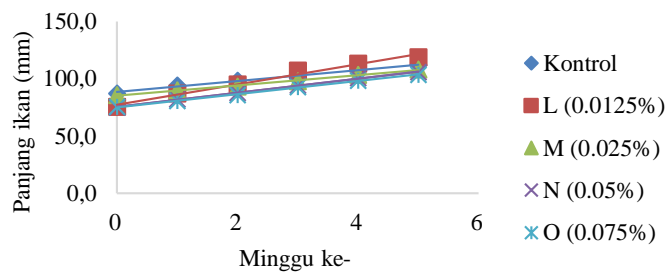 150,0
100,0
50,0
0,0
Panjang ikan (mm)
0 2 4 6
Minggu ke-
Kontrol
L (0.0125%)
M (0.025%)
N (0.05%)
O (0.075%)